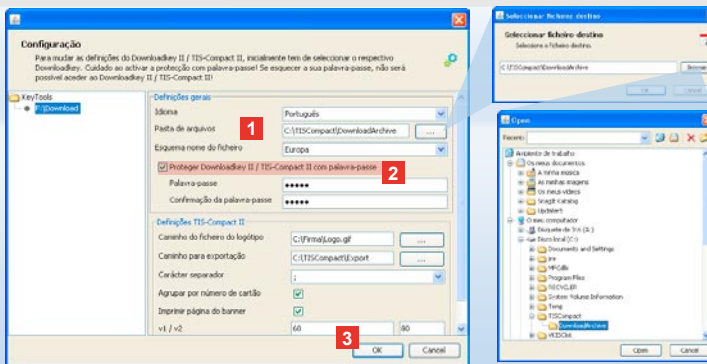 Configuração
Para mudar as definições do Downloadkey II / TIS-Compact II, inicialmente tem de selecionar o respectivo
Downloadkey. Cuidado ao activar a protecção com palavra-passe! Se esquecer a sua palavra-passe, não será
possível aceder ao Downloadkey II / TIS-Compact II!
KeyTools
F:\Download
Definições gerais
Idioma
Português
Pasta de arquivos
1
C:\TISCompact\DownloadArchive
...
Esquema nome do ficheiro
Europa
Proteger Downloadkey II / TIS-Compact II com palavra-passe
2
Palavra-passe
•••••
Confirmação da palavra-passe
•••••
Definições TIS-Compact II
Caminho do ficheiro do logótipo
C:\Firma\Logo.gif
...
Caminho para exportação
C:\TISCompact\Export
...
Carácter separador
;
Agrupar por número de cartão
Imprimir página do banner
v1 / v2
60
80
3
OK
Cancel
Seleccionar ficheiro destino
Seleccionar ficheiro destino
Seleccione o ficheiro destino.
C:\TISCompact\DownloadArchive
Browse
OK
Cancel
Open
Recents:
Ambiente de trabalho
Os meus documentos
A minha música
As minhas imagens
Os meus vídeos
SnagIt Catalog
Updater5
O meu computador
Disquete de 3½ (A:)
Disco local (C:)
Documents and Settings
Program Files
RECYCLER
System Volume Information
Temp
TISCompact
DownloadArchive
Open
Cancel